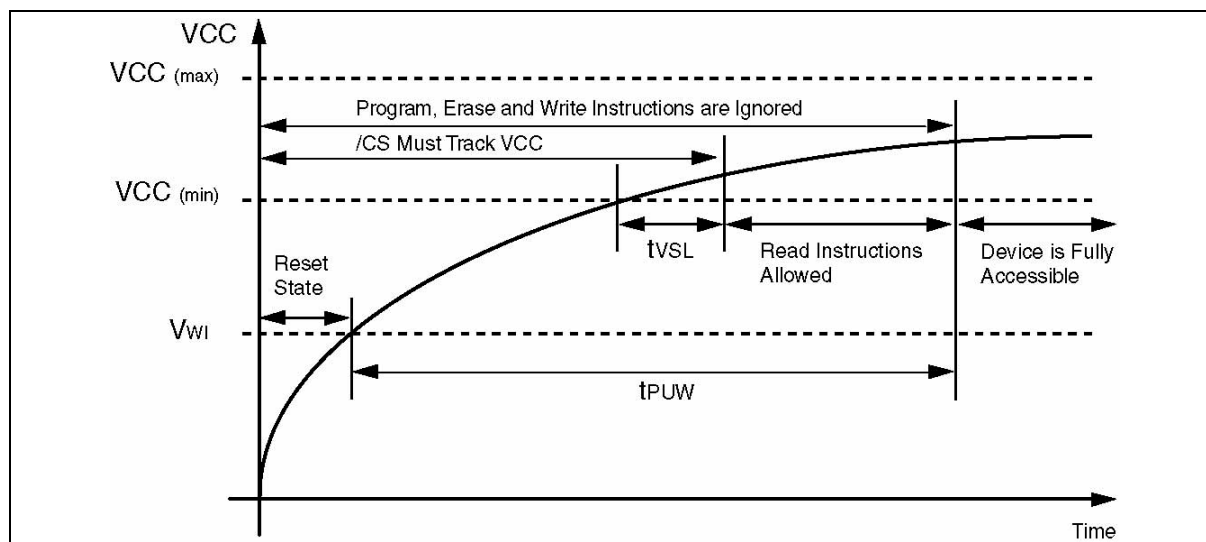 VCC
VCC (max)
Program, Erase and Write Instructions are Ignored
/CS Must Track VCC
VCC (min)
tVSL
Read Instructions
Allowed
Device is Fully
Accessible
Reset
State
VWI
tPUW
Time